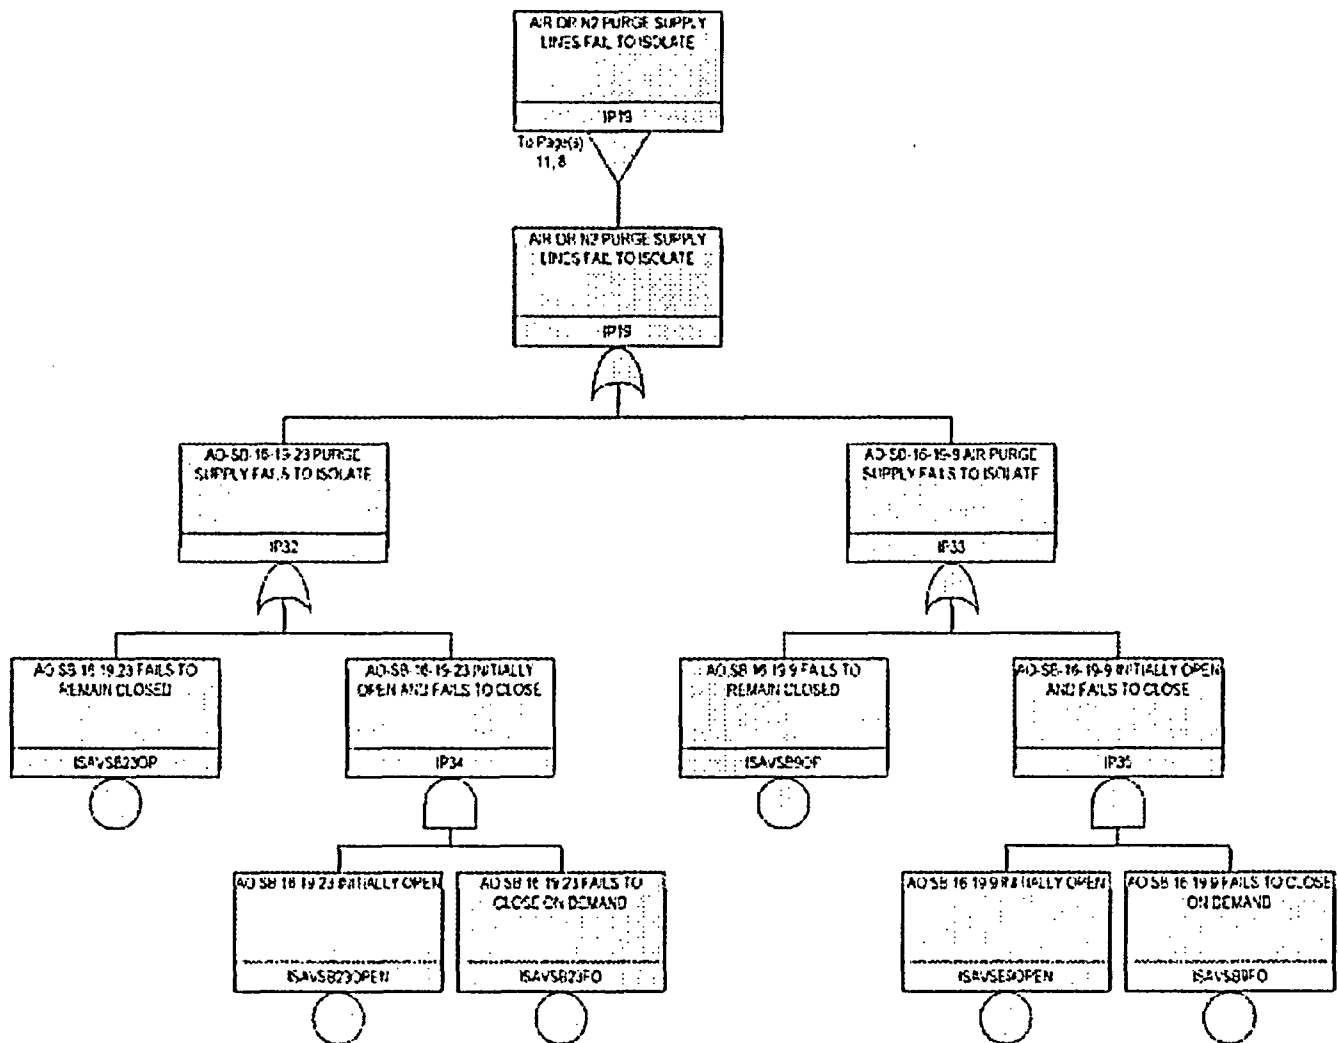 AIR OR N2 PURGE SUPPLY
LINES FAIL TO ISOLATE
IP19
To Page(s)
11, 8
AIR OR N2 PURGE SUPPLY
LINES FAIL TO ISOLATE
IP19
AO-SB-16-19-23 PURGE
SUPPLY FAILS TO ISOLATE
IP32
AO-SB-16-19-9 AIR PURGE
SUPPLY FAILS TO ISOLATE
IP33
AO-SB-16-19-23 FAILS TO
REMAIN CLOSED
ISAVSB23OP
AO-SB-16-19-23 INITIALLY
OPEN AND FAILS TO CLOSE
IP34
AO-SB-16-19-9 FAILS TO
REMAIN CLOSED
ISAVSB9OP
AO-SB-16-19-9 INITIALLY OPEN
AND FAILS TO CLOSE
IP35
AO-SB-16-19-23 INITIALLY OPEN
ISAVSB23OPEN
AO-SB-16-19-23 FAILS TO
CLOSE ON DEMAND
ISAVSB23FO
AO-SB-16-19-9 INITIALLY OPEN
ISAVSB9OPEN
AO-SB-16-19-9 FAILS TO CLOSE
ON DEMAND
ISAVSB9FO